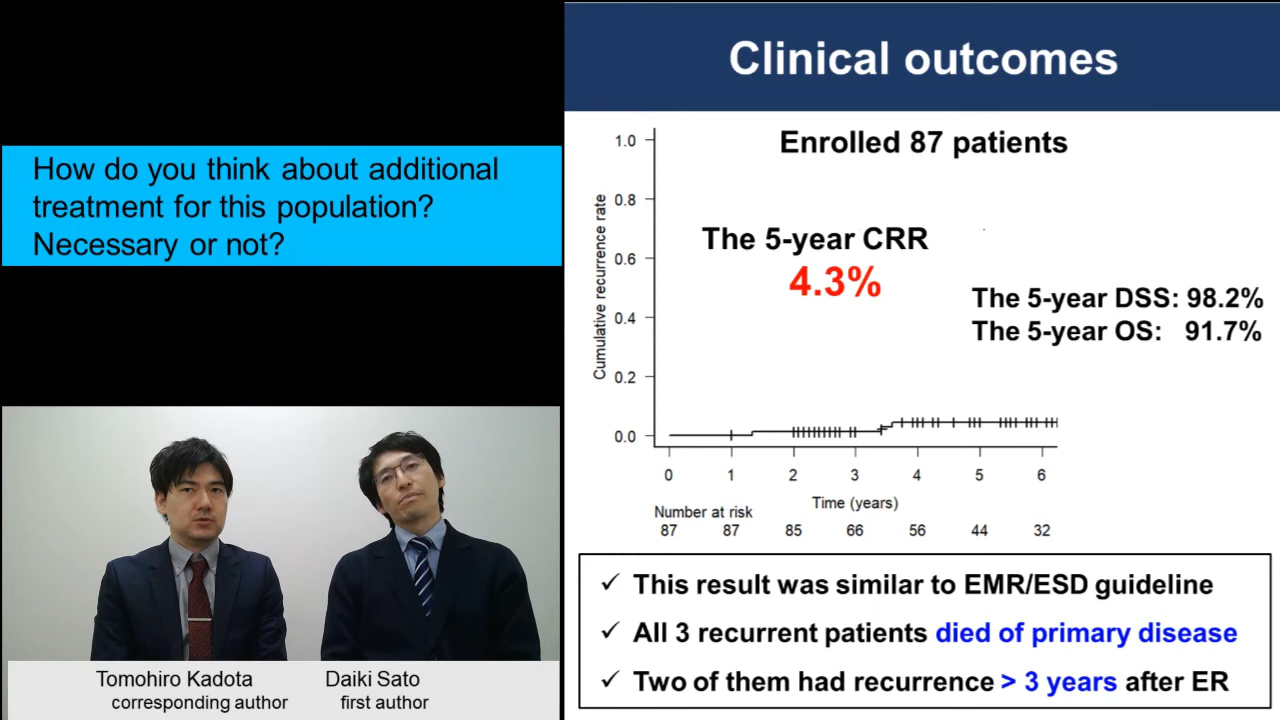 How do you think about additional
treatment for this population?
Necessary or not?
Tomohiro Kadota
corresponding author
Daiki Sato
first author
Clinical outcomes
Enrolled 87 patients
The 5-year CRR
4.3%
The 5-year DSS: 98.2%
The 5-year OS: 91.7%
Cumulative recurrence rate
1.0
0.8
0.6
0.4
0.2
0.0
0 1 2 3 4 5 6
Time (years)
Number at risk
87 87 85 66 56 44 32
✓ This result was similar to EMR/ESD guideline
✓ All 3 recurrent patients died of primary disease
✓ Two of them had recurrence > 3 years after ER